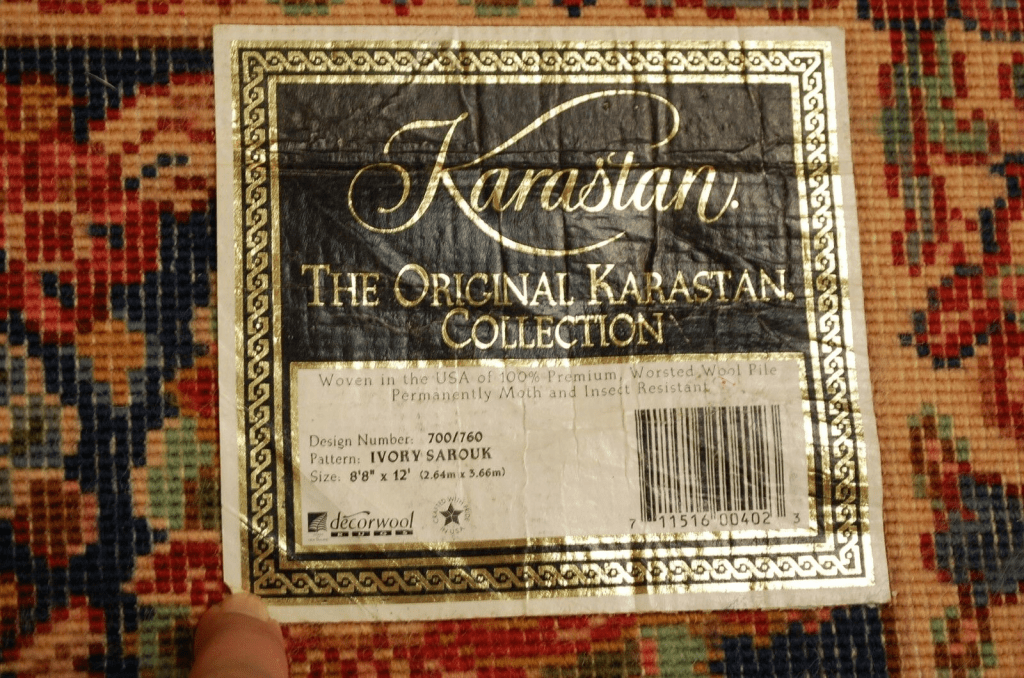 Karastan.
THE ORIGINAL KARASTAN.
COLLECTION
Woven in the USA of 100% Premium, Worsted Wool Pile
Permanently Moth and Insect Resistant
Design Number: 700/760
Pattern: IVORY SAROUK
Size: 8'8" x 12' (2.64m x 3.66m)
decorwool
RUGS
7 11516 00402 3